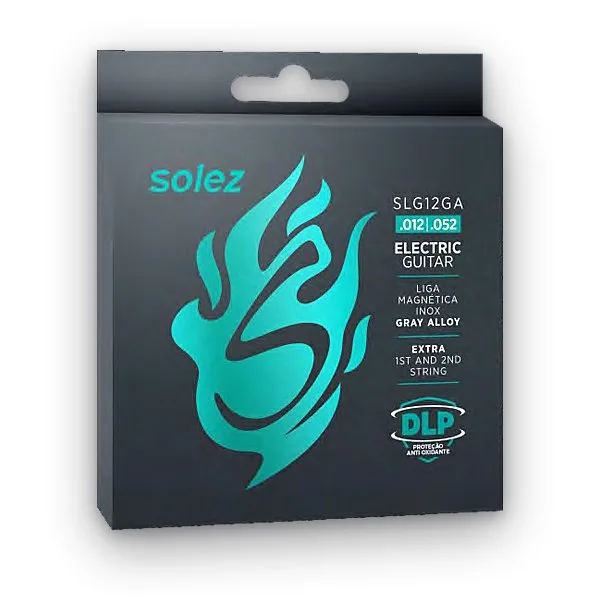 solez
SLG12GA
.012|.052
ELECTRIC
GUITAR
LIGA
MAGNÉTICA
INOX
GRAY ALLOY
EXTRA
1ST AND 2ND
STRING
DLP
PROTEÇÃO
ANTI OXIDANTE